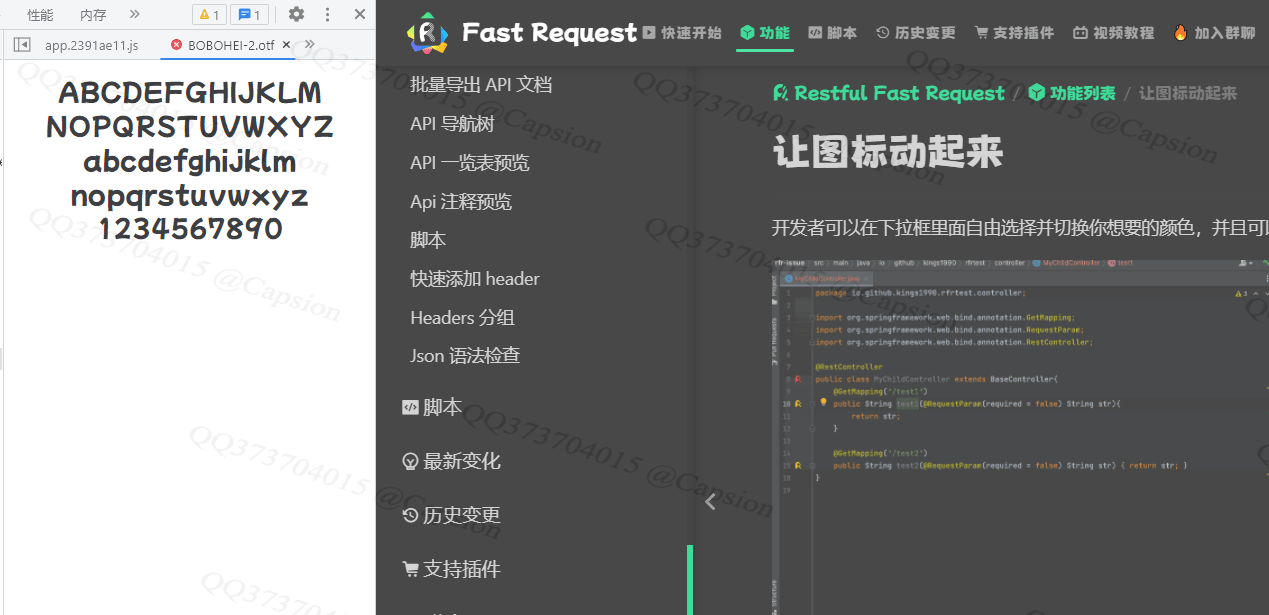 性能 内存 1 1
app.2391ae11.js BOBOHEI-2.otf
ABCDEFGHIJKLM
NOPQRSTUVWXYZ
abcdefghijklm
nopqrstuvwxyz
1234567890
Fast Request 快速开始 功能 脚本 历史变更 支持插件 视频教程 加入群聊
批量导出 API 文档
API 导航树
API 一览表预览
Api 注释预览
脚本
快速添加 header
Headers 分组
Json 语法检查
脚本
最新变化
历史变更
支持插件
Restful Fast Request / 功能列表 / 让图标动起来
让图标动起来
开发者可以在下拉框里面自由选择并切换你想要的颜色，并且可以
rfr-issue src main java io github kings1990 rfrtest controller MyChildController test1
MyChildController.java
1 package io.github.kings1990.rfrtest.controller;
2
3 import org.springframework.web.bind.annotation.GetMapping;
4 import org.springframework.web.bind.annotation.RequestParam;
5 import org.springframework.web.bind.annotation.RestController;
6
7 @RestController
8 public class MyChildController extends BaseController{
9 @GetMapping("/test1")
10 public String test1(@RequestParam(required = false) String str){
11 return str;
12 }
13
14 @GetMapping("/test2")
15 public String test2(@RequestParam(required = false) String str) { return str; }
18 }
19
QQ373704015 @Capsion